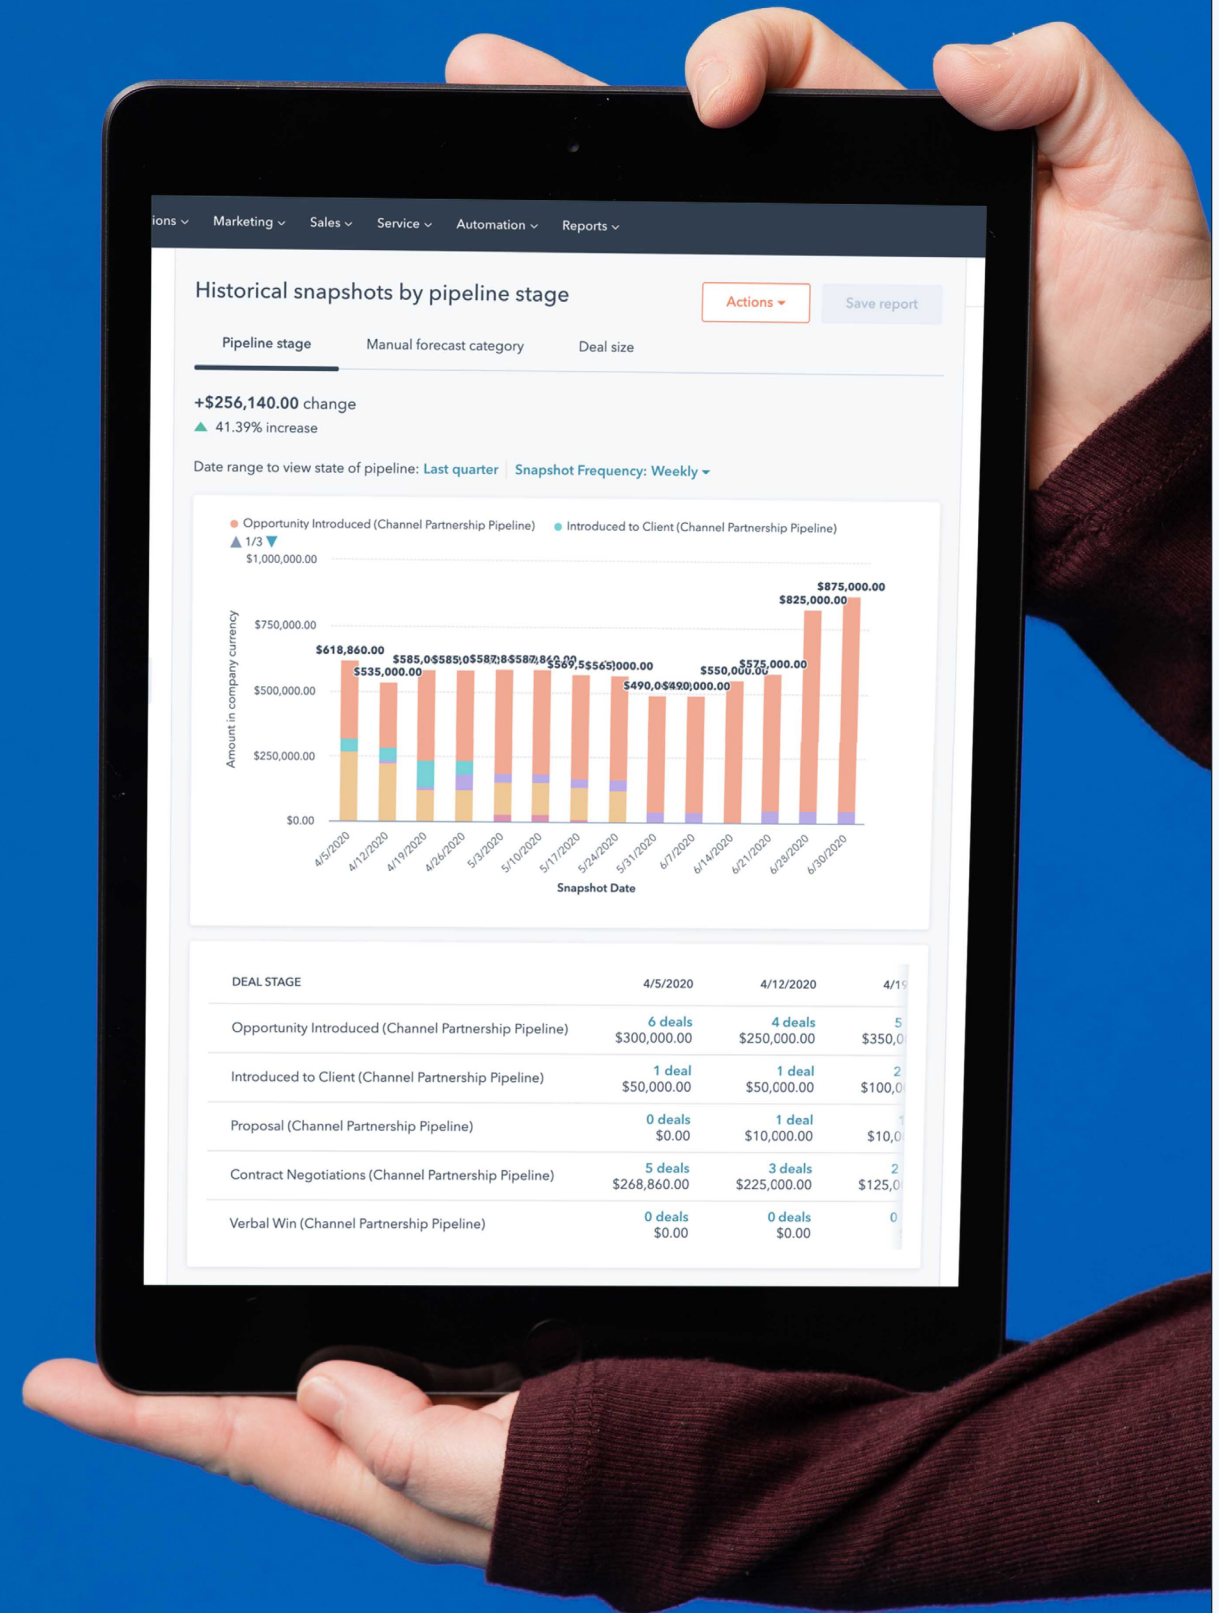 Marketing Sales Service Automation Reports
Historical snapshots by pipeline stage
Actions Save report
Pipeline stage Manual forecast category Deal size
+$256,140.00 change
41.39% increase
Date range to view state of pipeline: Last quarter Snapshot Frequency: Weekly
Opportunity Introduced (Channel Partnership Pipeline) Introduced to Client (Channel Partnership Pipeline)
1/3
$1,000,000.00
$875,000.00
$825,000.00
$750,000.00
$618,860.00
$535,000.00
$565,000.00
$575,000.00
$500,000.00
$250,000.00
$0.00
Amount in company currency
4/5/2020 4/12/2020 4/19/2020 4/26/2020 5/3/2020 5/10/2020 5/17/2020 5/24/2020 5/31/2020 6/7/2020 6/14/2020 6/21/2020 6/28/2020 6/30/2020
Snapshot Date
DEAL STAGE 4/5/2020 4/12/2020
Opportunity Introduced (Channel Partnership Pipeline) 6 deals 4 deals 5
$300,000.00 $250,000.00
Introduced to Client (Channel Partnership Pipeline) 1 deal 1 deal 2
$50,000.00 $50,000.00
Proposal (Channel Partnership Pipeline) 0 deals 1 deal
$0.00 $10,000.00
Contract Negotiations (Channel Partnership Pipeline) 5 deals 3 deals 2
$268,860.00 $225,000.00
Verbal Win (Channel Partnership Pipeline) 0 deals 0 deals 0
$0.00 $0.00